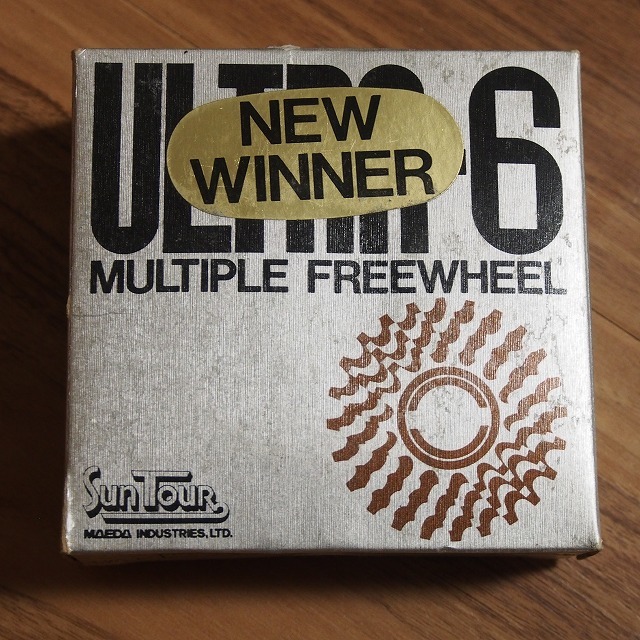 ULTRA-6
NEW
WINNER
MULTIPLE FREEWHEEL
SUNTOUR
MAEDA INDUSTRIES, LTD.